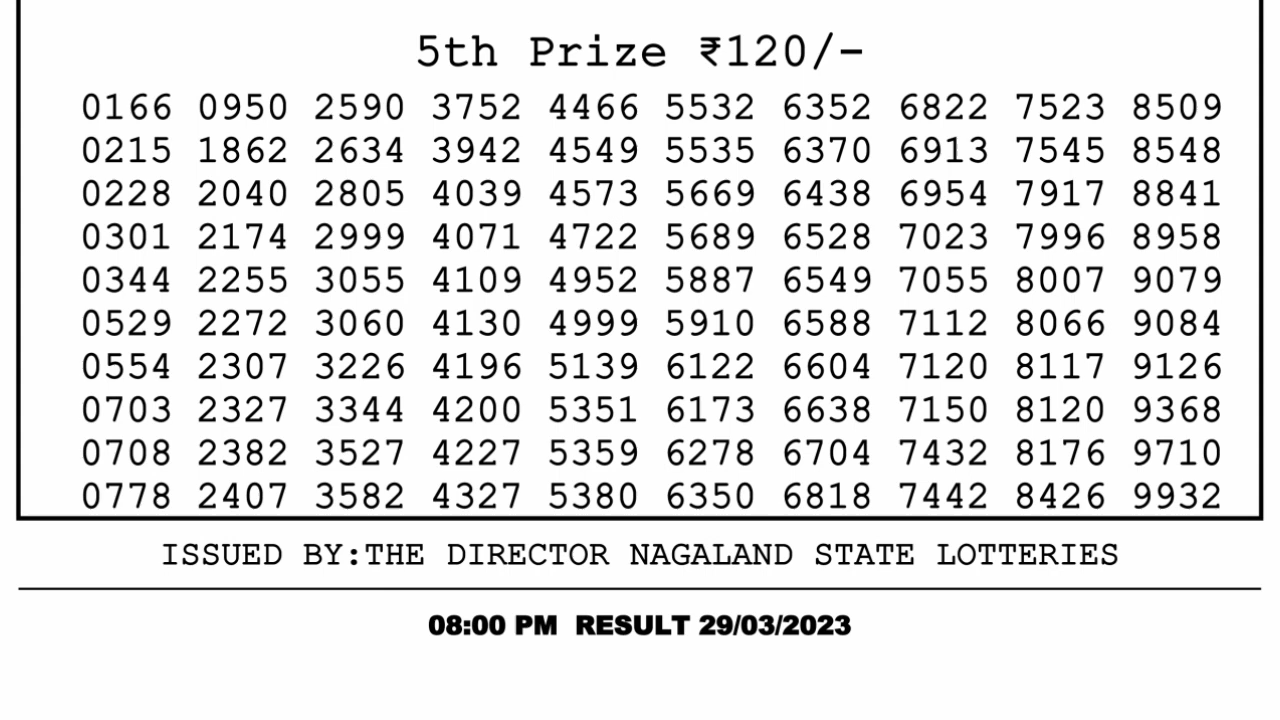 5th Prize ₹120/-
0166 0950 2590 3752 4466 5532 6352 6822 7523 8509
0215 1862 2634 3942 4549 5535 6370 6913 7545 8548
0228 2040 2805 4039 4573 5669 6438 6954 7917 8841
0301 2174 2999 4071 4722 5689 6528 7023 7996 8958
0344 2255 3055 4109 4952 5887 6549 7055 8007 9079
0529 2272 3060 4130 4999 5910 6588 7112 8066 9084
0554 2307 3226 4196 5139 6122 6604 7120 8117 9126
0703 2327 3344 4200 5351 6173 6638 7150 8120 9368
0708 2382 3527 4227 5359 6278 6704 7432 8176 9710
0778 2407 3582 4327 5380 6350 6818 7442 8426 9932
ISSUED BY:THE DIRECTOR NAGALAND STATE LOTTERIES
08:00 PM RESULT 29/03/2023